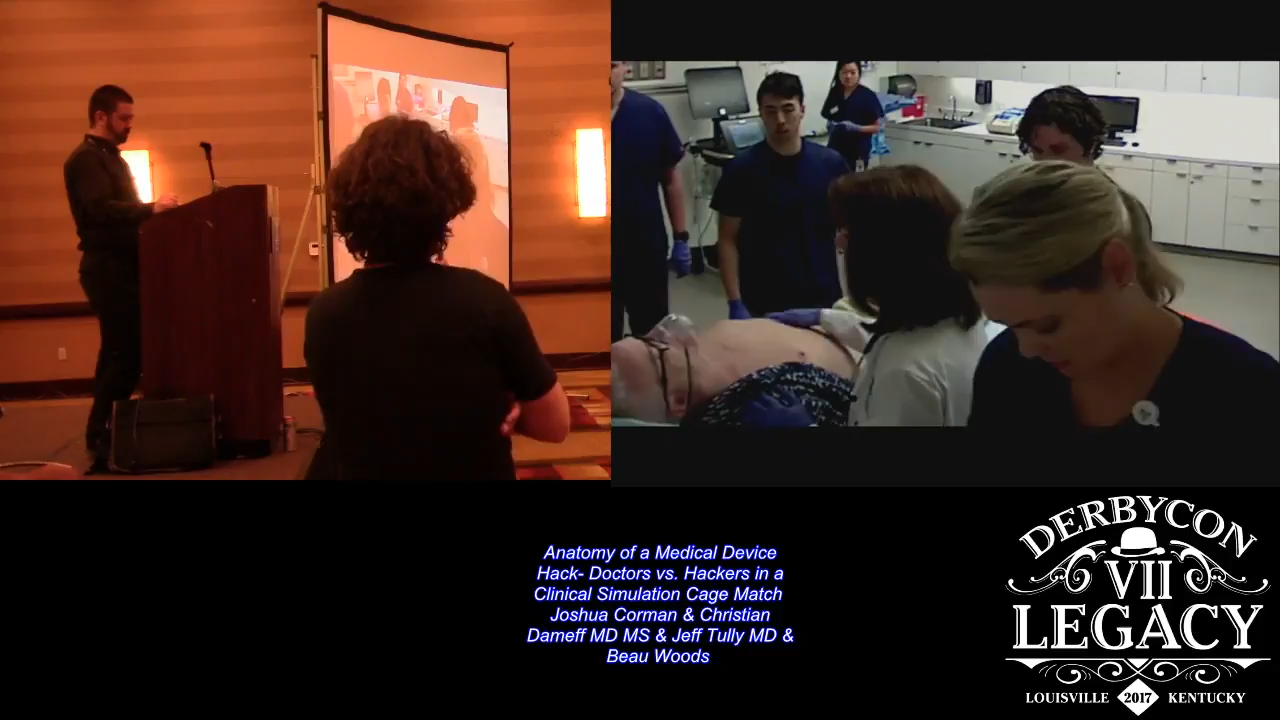 Anatomy of a Medical Device
Hack- Doctors vs. Hackers in a
Clinical Simulation Cage Match
Joshua Corman & Christian
Dameff MD MS & Jeff Tully MD &
Beau Woods
DERBYCON
VII
LEGACY
LOUISVILLE 2017 KENTUCKY